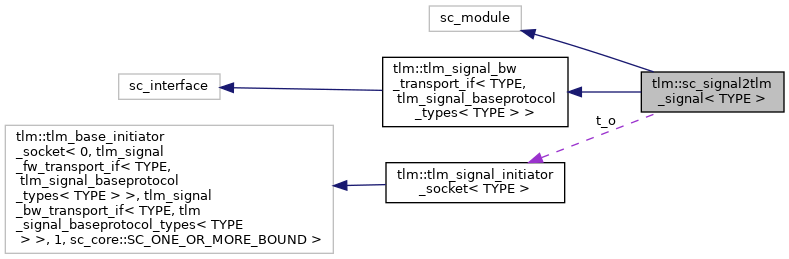 sc_module
tlm::tlm_signal_bw
_transport_if< TYPE,
tlm_signal_baseprotocol
_types< TYPE > >
sc_interface
tlm::sc_signal2tlm
_signal< TYPE >
t_o
tlm::tlm_base_initiator
_socket< 0, tlm_signal
_fw_transport_if< TYPE,
tlm_signal_baseprotocol
_types< TYPE > >, tlm_signal
_bw_transport_if< TYPE, tlm
_signal_baseprotocol_types< TYPE
> >, 1, sc_core::SC_ONE_OR_MORE_BOUND >
tlm::tlm_signal_initiator
_socket< TYPE >